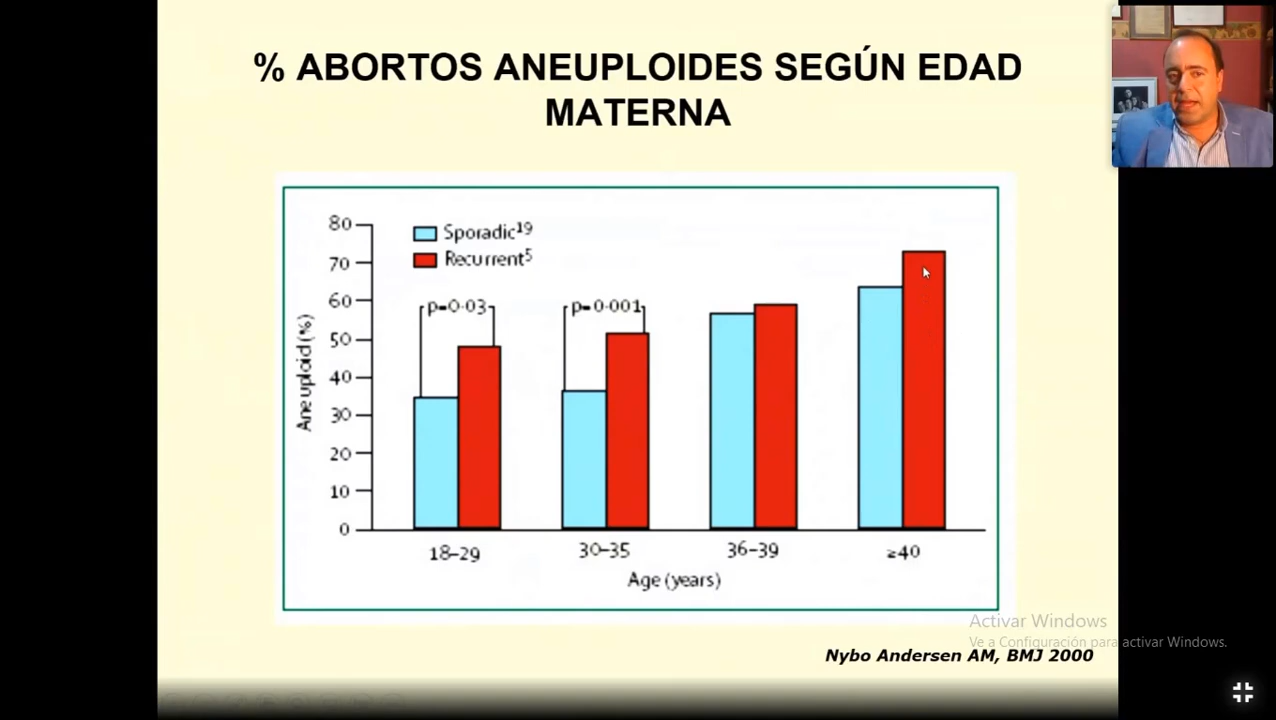 % ABORTOS ANEUPLOIDES SEGÚN EDAD
MATERNA
Sporadic¹⁹
Recurrent⁵
p=0·03
p=0·001
Aneuploid (%)
80
70
60
50
40
30
20
10
0
18–29
30–35
36–39
≥40
Age (years)
Activar Windows
Ve a Configuración para activar Windows.
Nybo Andersen AM, BMJ 2000